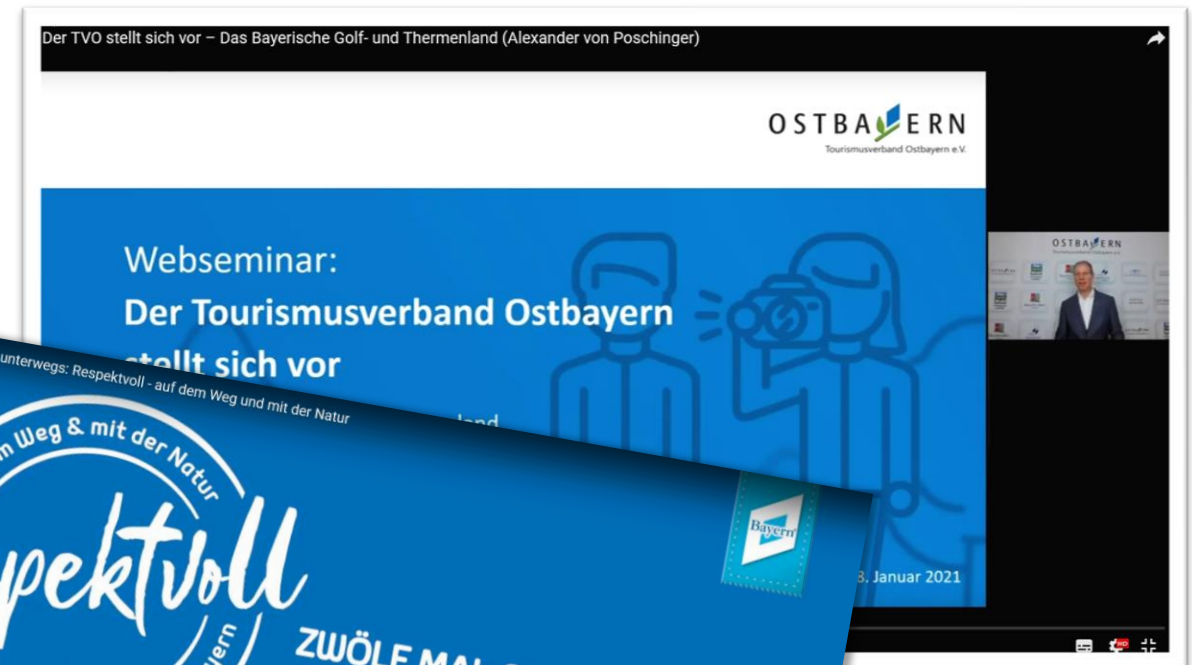 Der TVO stellt sich vor – Das Bayerische Golf- und Thermenland (Alexander von Poschinger)
OSTBAYERN
Tourismusverband Ostbayern e.V.
Webseminar:
Der Tourismusverband Ostbayern
stellt sich vor
OSTBAYERN
unterwegs: Respektvoll - auf dem Weg und mit der Natur
Weg & mit der Natur
pektvoll
Bayern
Januar 2021
HD